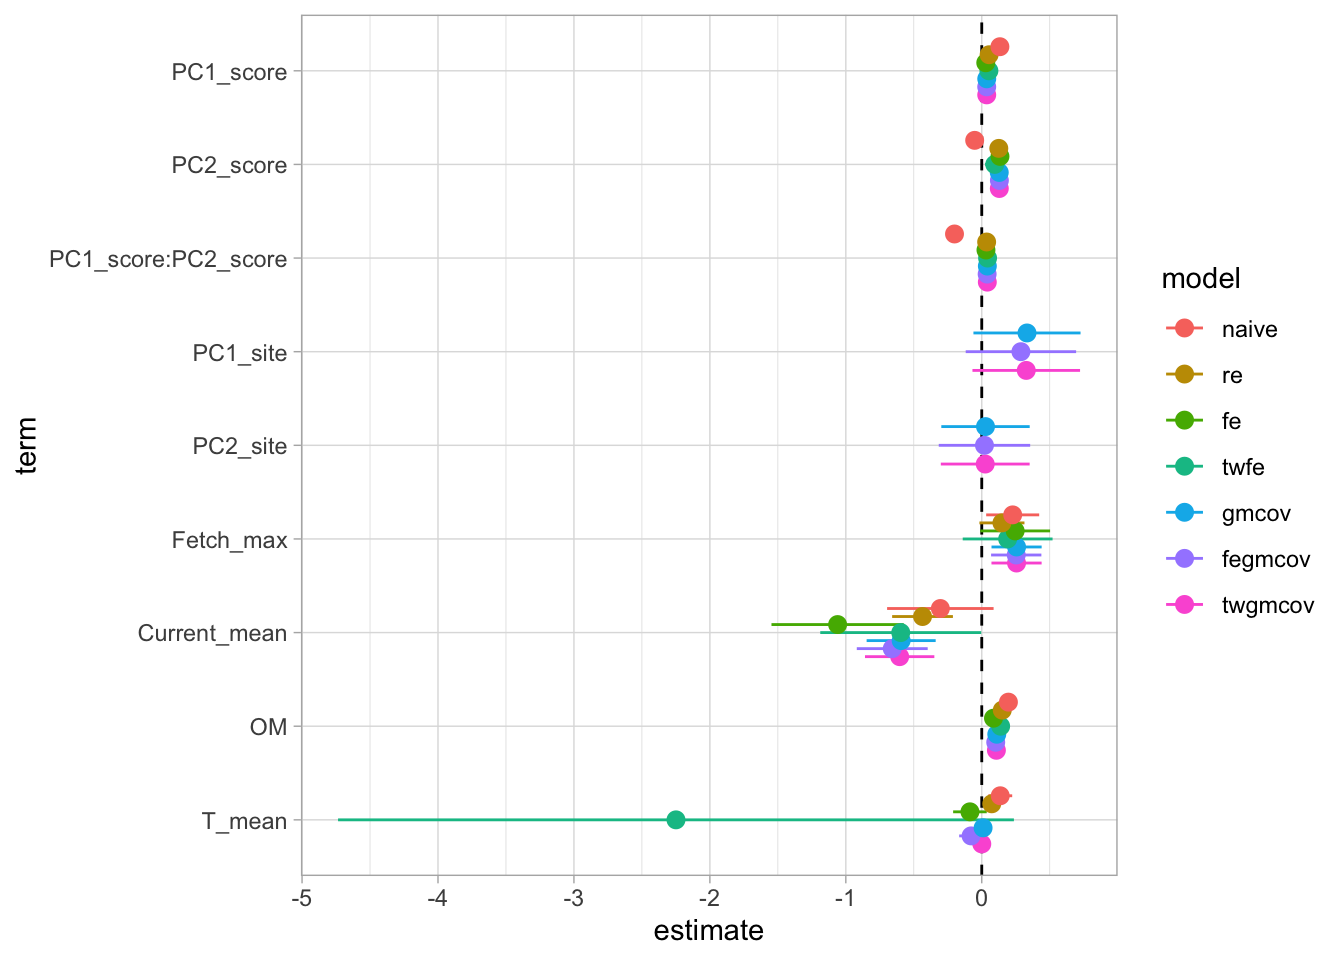 term
PC1_score
PC2_score
PC1_score:PC2_score
PC1_site
PC2_site
Fetch_max
Current_mean
OM
T_mean
-5 -4 -3 -2 -1 0
estimate
model
naive
re
fe
twfe
gmcov
fegmcov
twgmcov